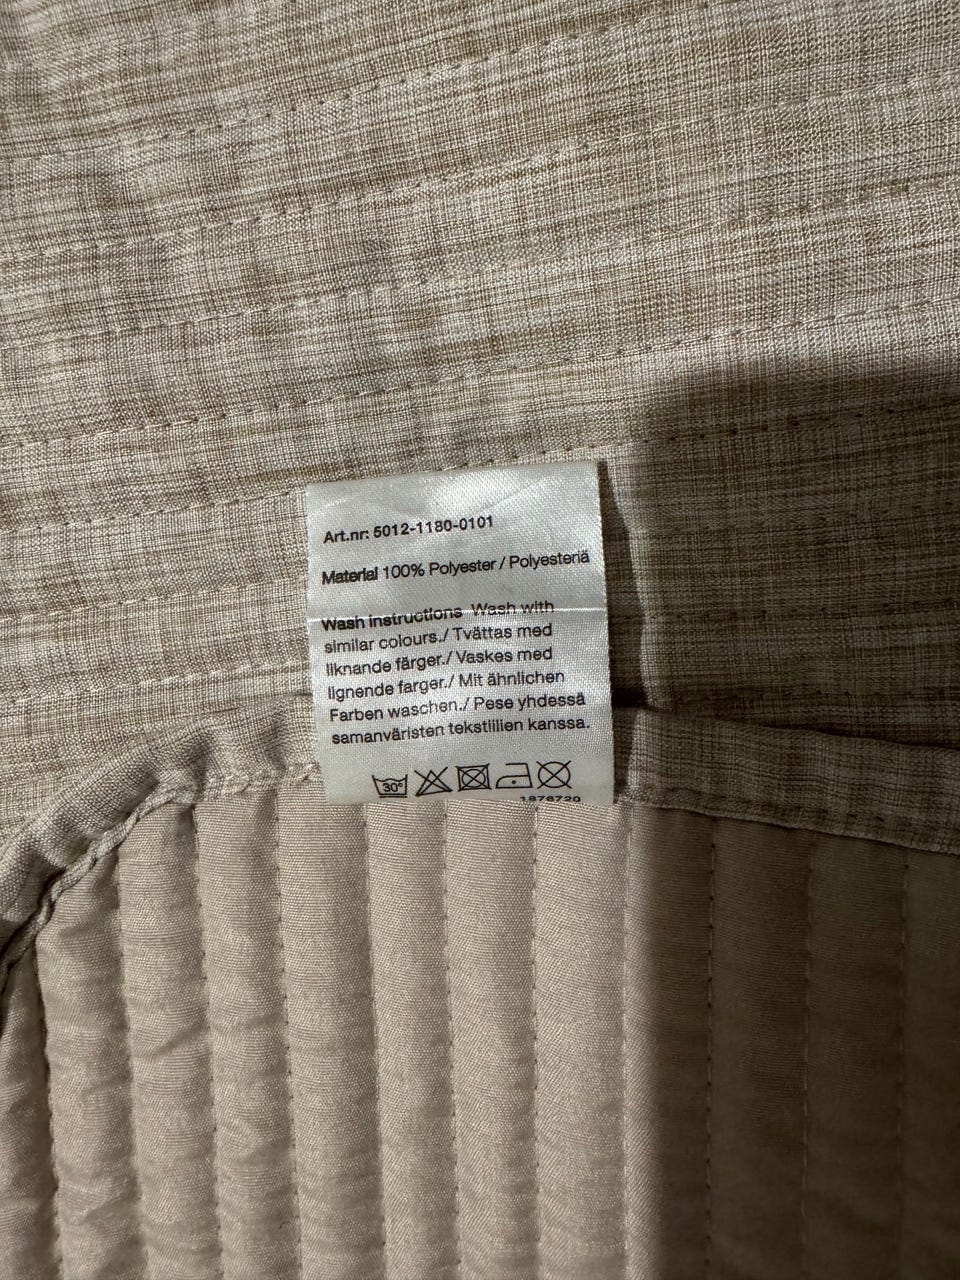 Art.nr: 5012-1180-0101
Material 100% Polyester / Polyesteriä
Wash instructions Wash with
similar colours./ Tvättas med
liknande färger./ Vaskes med
lignende farger./ Mit ähnlichen
Farben waschen./ Pese yhdessä
samanväristen tekstiilien kanssa.
30°